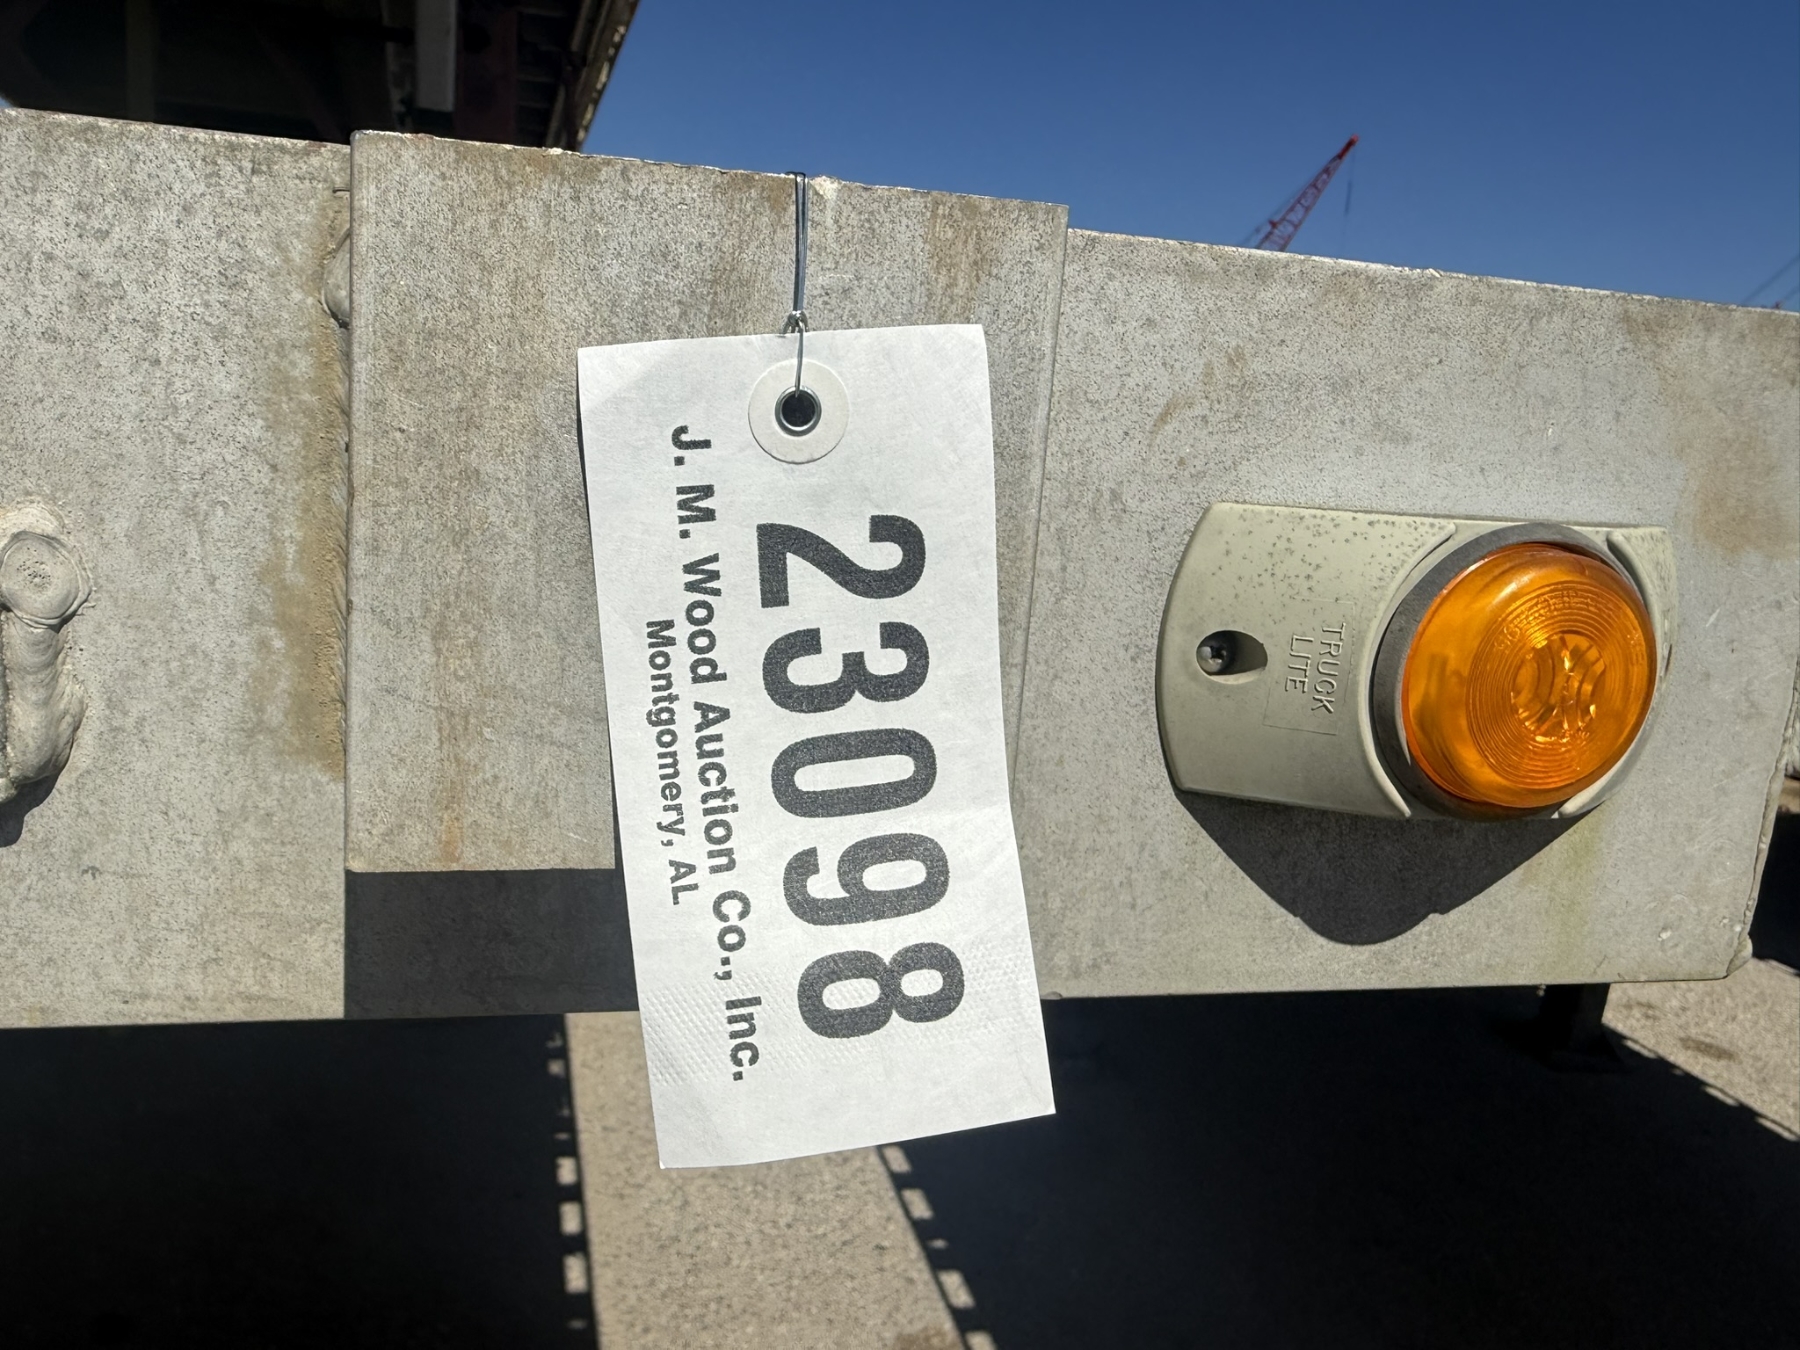 23098
J. M. Wood Auction Co., Inc.
Montgomery, AL.
TRUCK
LITE